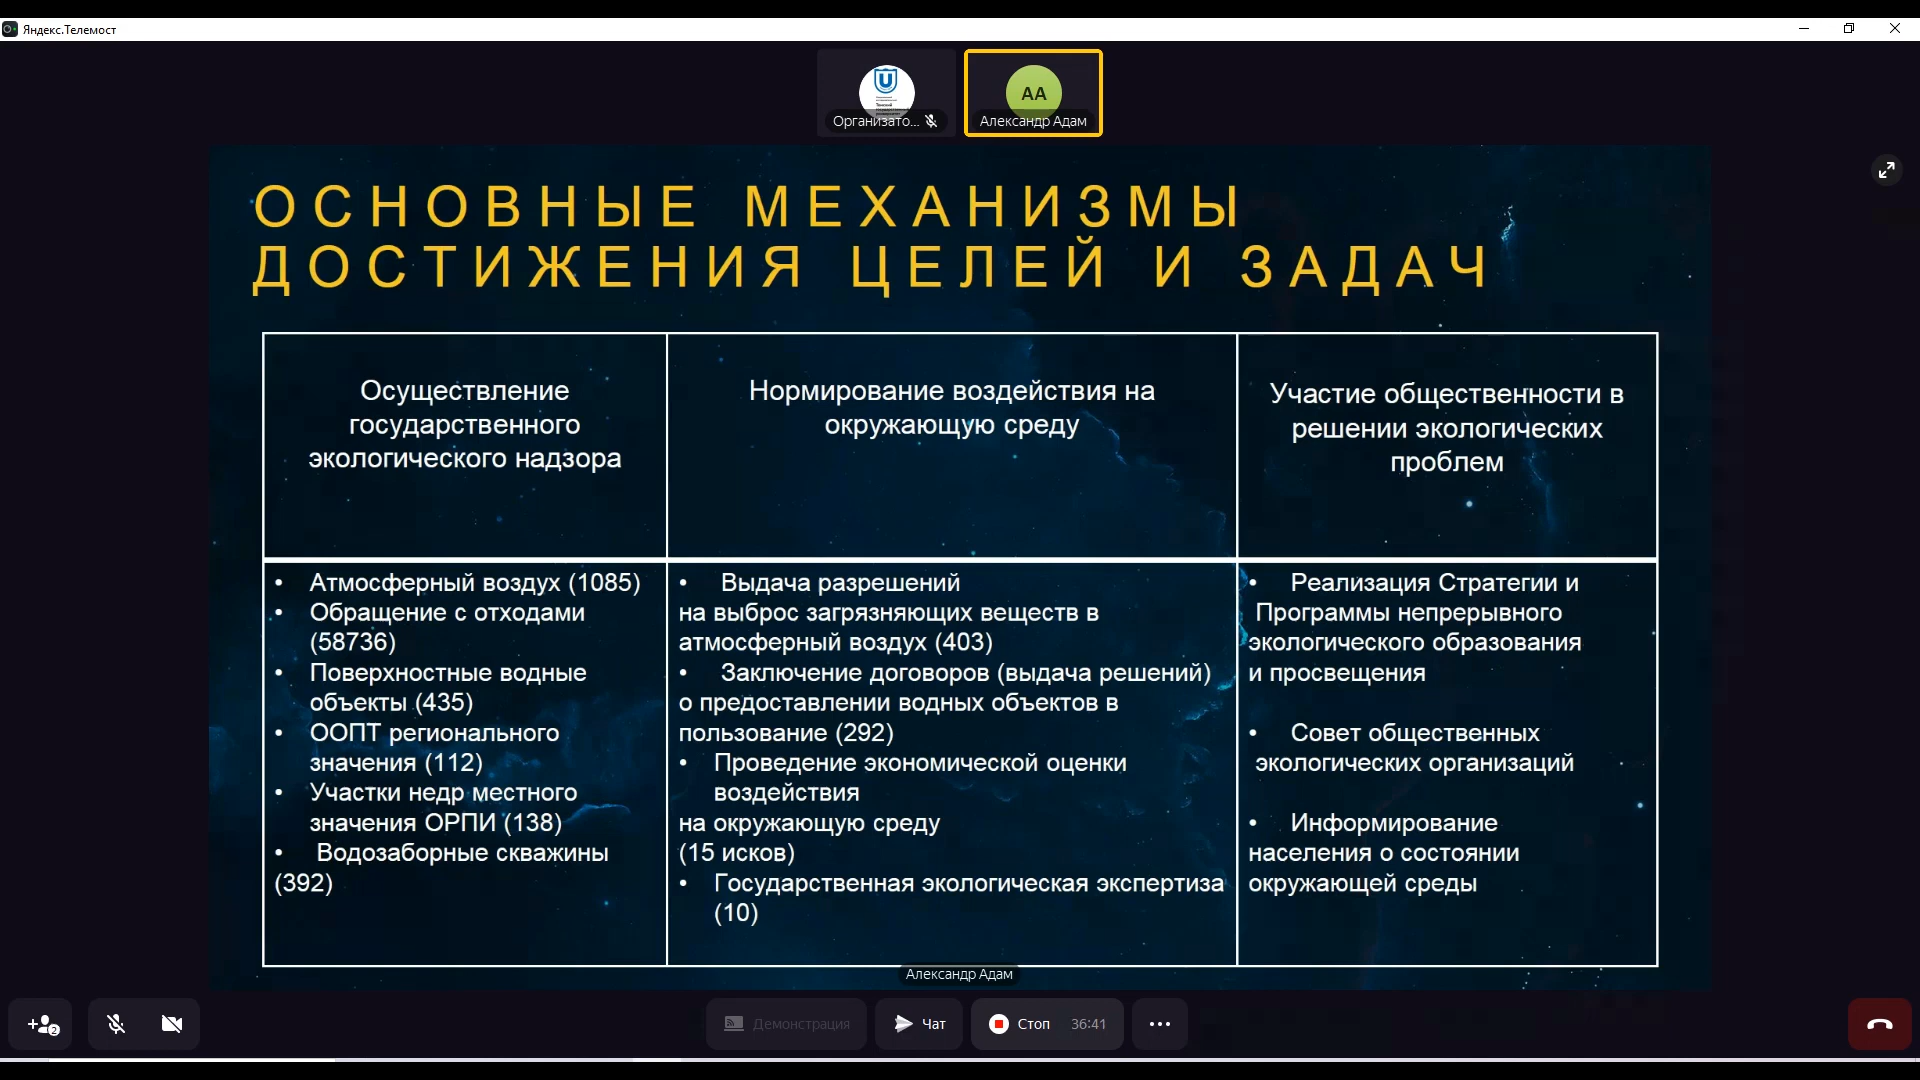 Яндекс.Телемост
Организато...
АА
Александр Адам
ОСНОВНЫЕ МЕХАНИЗМЫ
ДОСТИЖЕНИЯ ЦЕЛЕЙ И ЗАДАЧ
Осуществление
государственного
экологического надзора
Нормирование воздействия на
окружающую среду
Участие общественности в
решении экологических
проблем
• Атмосферный воздух (1085)
• Обращение с отходами
(58736)
• Поверхностные водные
объекты (435)
• ООПТ регионального
значения (112)
• Участки недр местного
значения ОРПИ (138)
• Водозаборные скважины
(392)
• Выдача разрешений
на выброс загрязняющих веществ в
атмосферный воздух (403)
• Заключение договоров (выдача решений)
о предоставлении водных объектов в
пользование (292)
• Проведение экономической оценки
воздействия
на окружающую среду
(15 исков)
• Государственная экологическая экспертиза
(10)
• Реализация Стратегии и
Программы непрерывного
экологического образования
и просвещения
• Совет общественных
экологических организаций
• Информирование
населения о состоянии
окружающей среды
Александр Адам
2
Демонстрация
Чат
Стоп 36:41